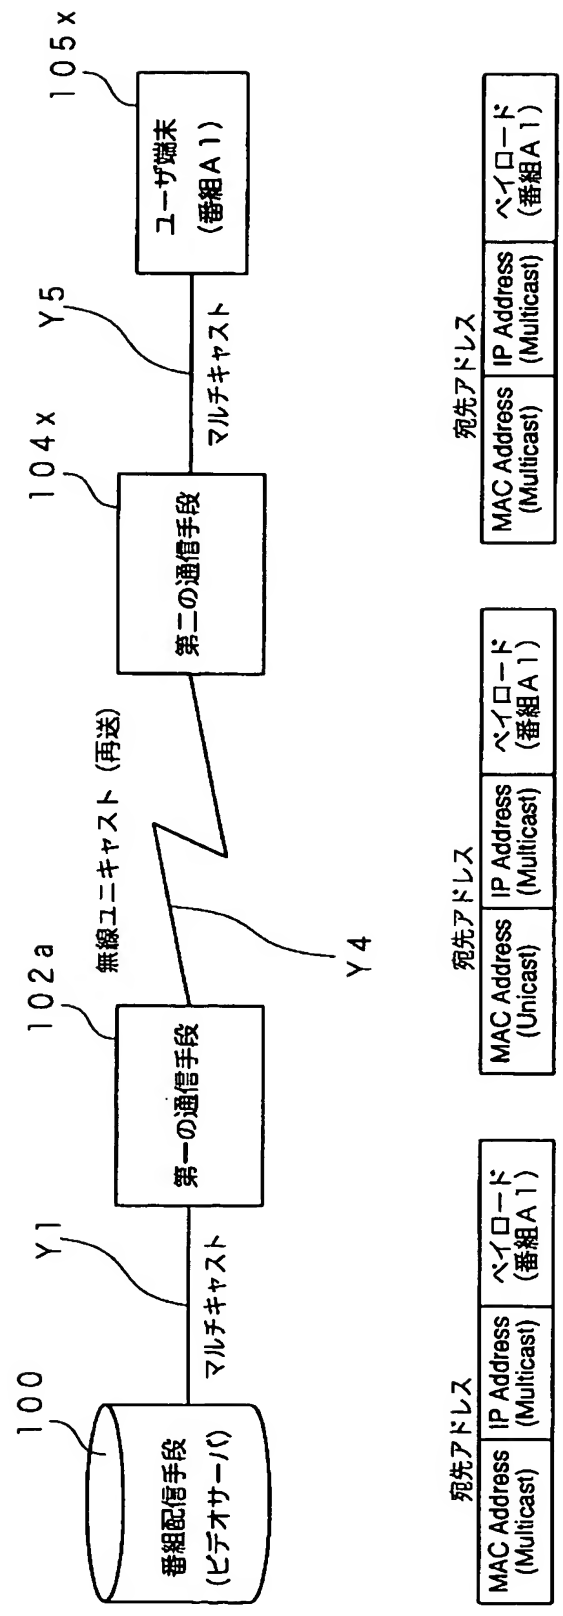 100
番組配信手段
(ビデオサーバ)
Y1
マルチキャスト
102a
第一の通信手段
無線ユニキャスト (再送)
Y4
104x
第二の通信手段
Y5
マルチキャスト
105x
ユーザ端末
(番組A1)
宛先アドレス
MAC Address
(Multicast)
IP Address
(Multicast)
ペイロード
(番組A1)
宛先アドレス
MAC Address
(Unicast)
IP Address
(Multicast)
ペイロード
(番組A1)
宛先アドレス
MAC Address
(Multicast)
IP Address
(Multicast)
ペイロード
(番組A1)